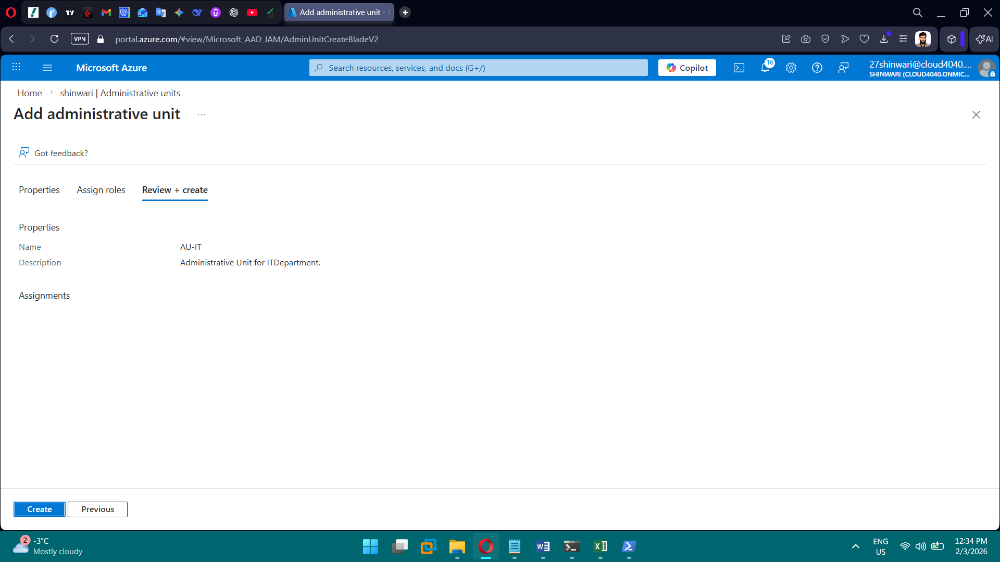 Add administrative unit -
VPN
portal.azure.com/#view/Microsoft_AAD_IAM/AdminUnitCreateBladeV2
AI
Microsoft Azure
Search resources, services, and docs (G+/)
Copilot
16
27shinwari@cloud4040....
SHINWARI (CLOUD4040.ONMIC...
Home
shinwari | Administrative units
Add administrative unit
...
Got feedback?
Properties
Assign roles
Review + create
Properties
Name
AU-IT
Description
Administrative Unit for ITDepartment.
Assignments
Create
Previous
2
-3°C
Mostly cloudy
ENG
US
12:34 PM
2/3/2026